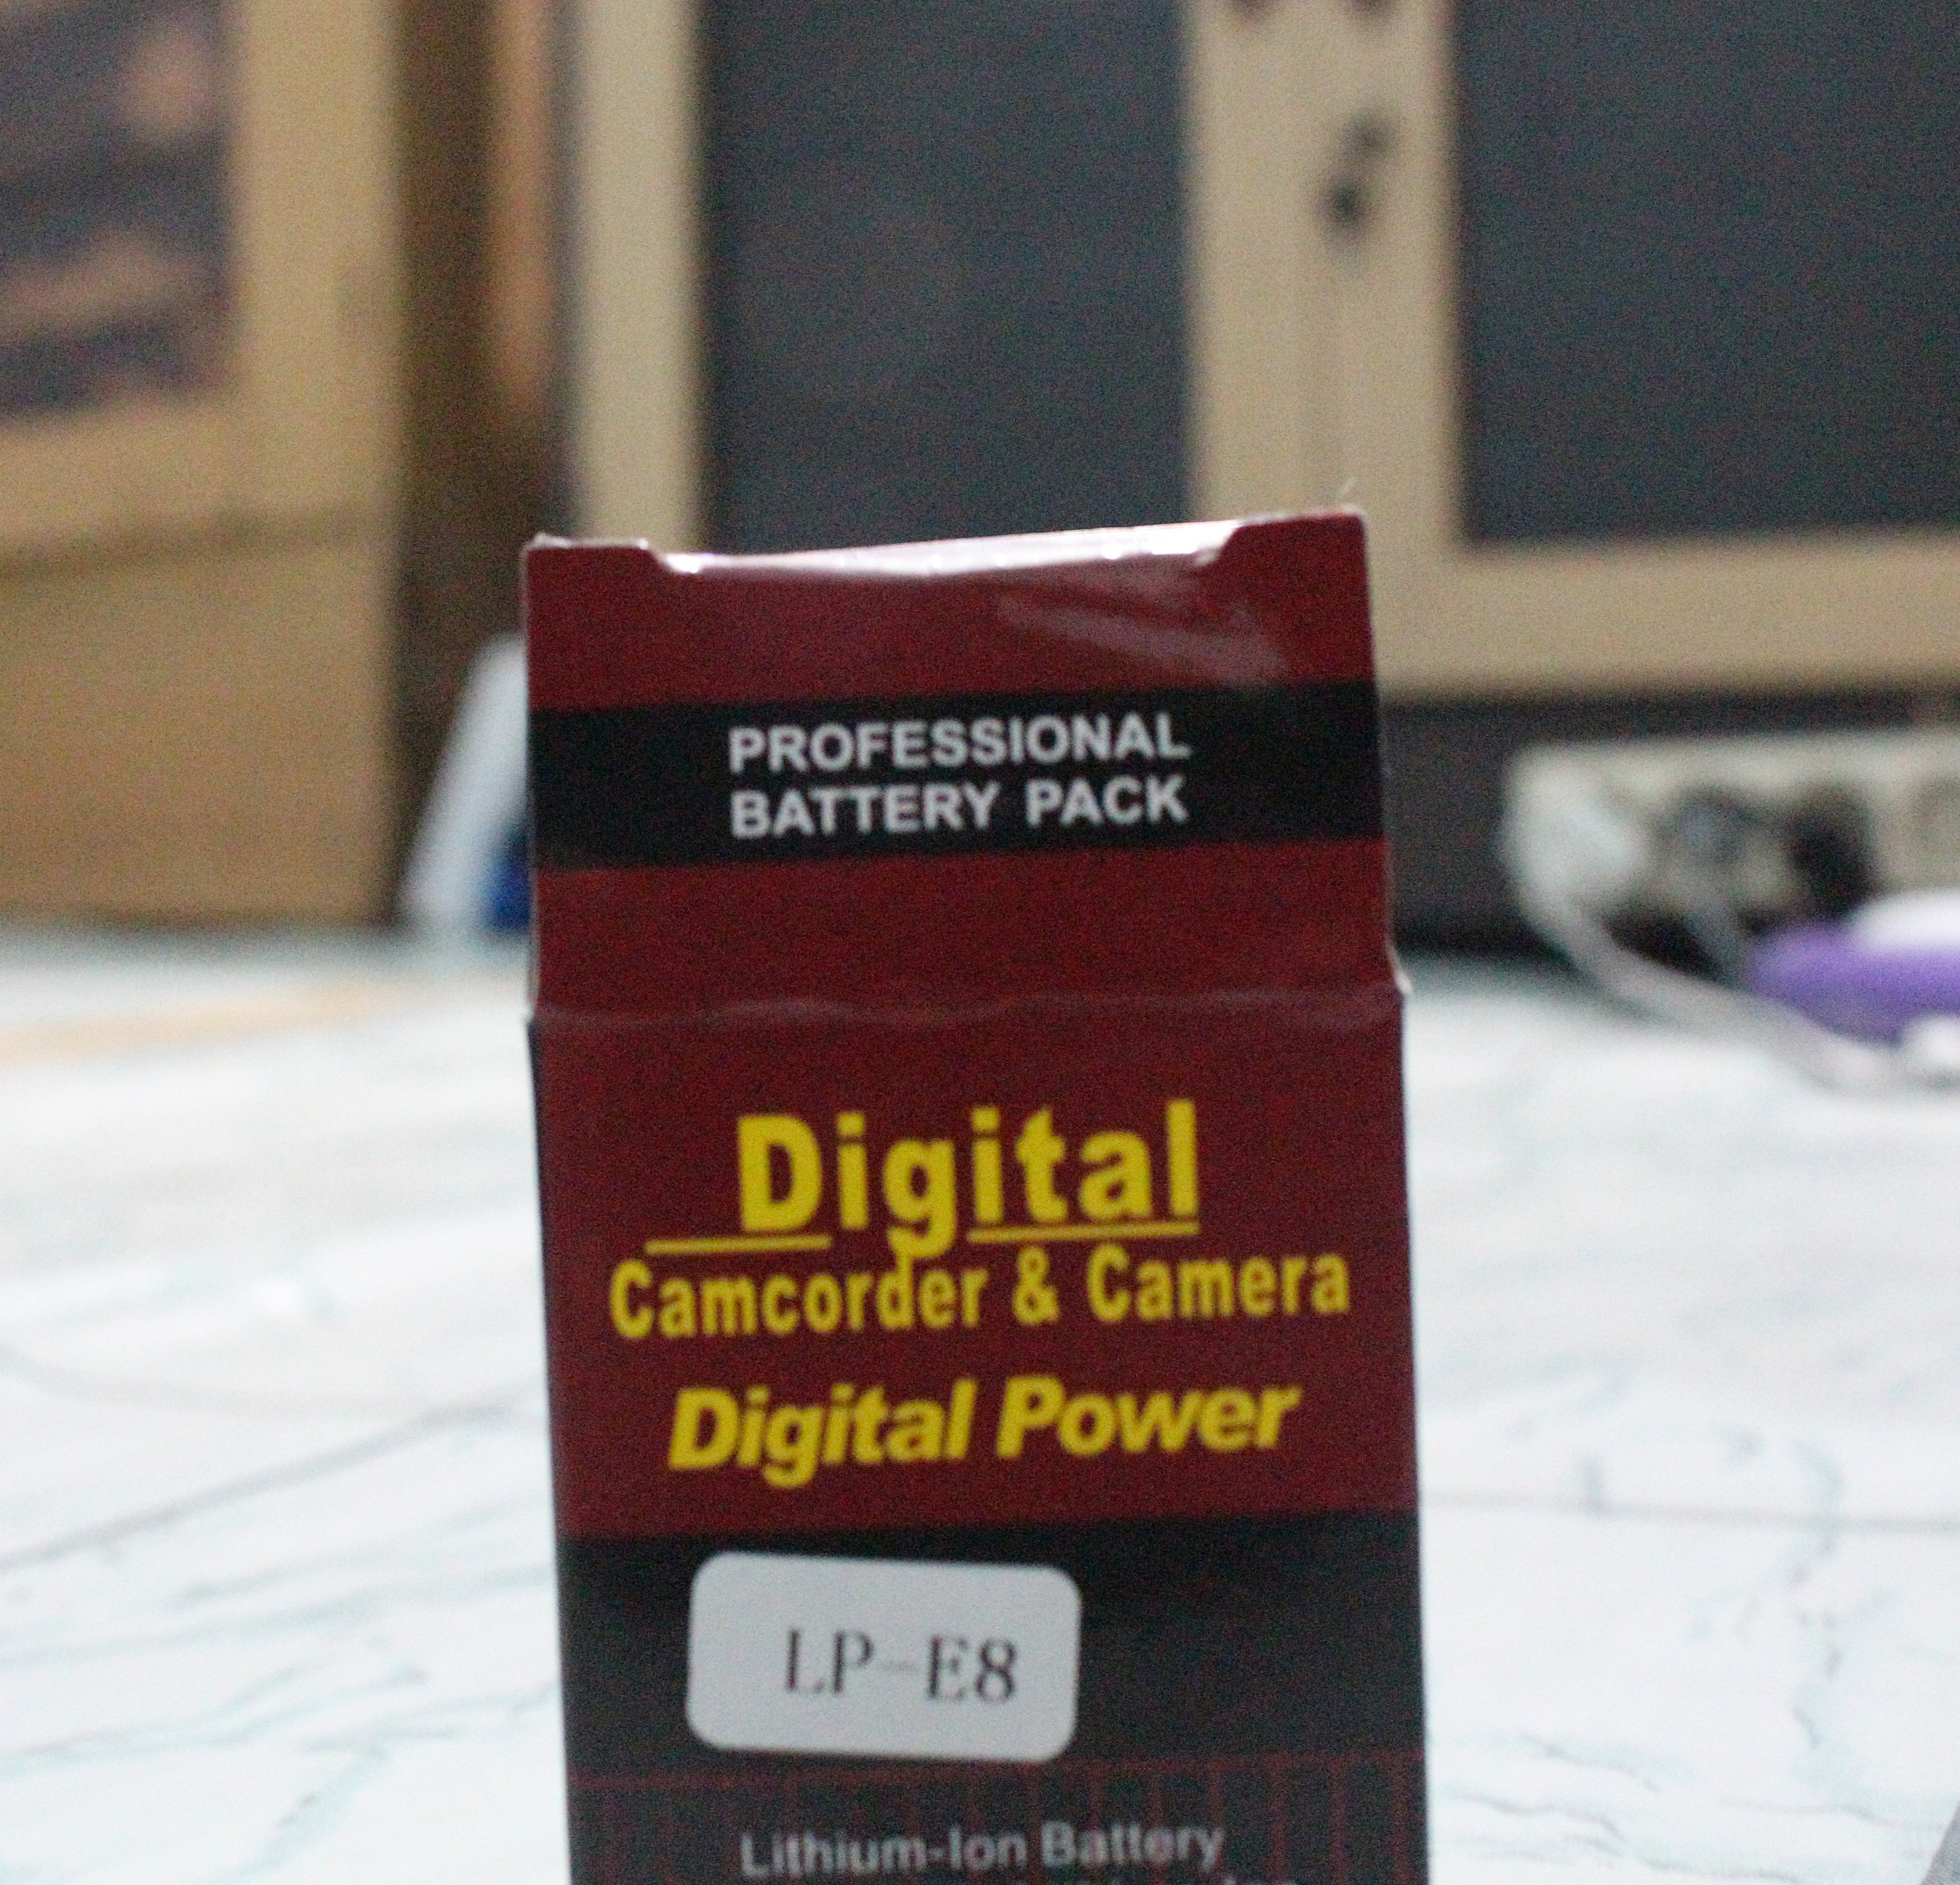 PROFESSIONAL
BATTERY PACK
Digital
Camcorder & Camera
Digital Power
LP-E8
Lithium-Ion Battery